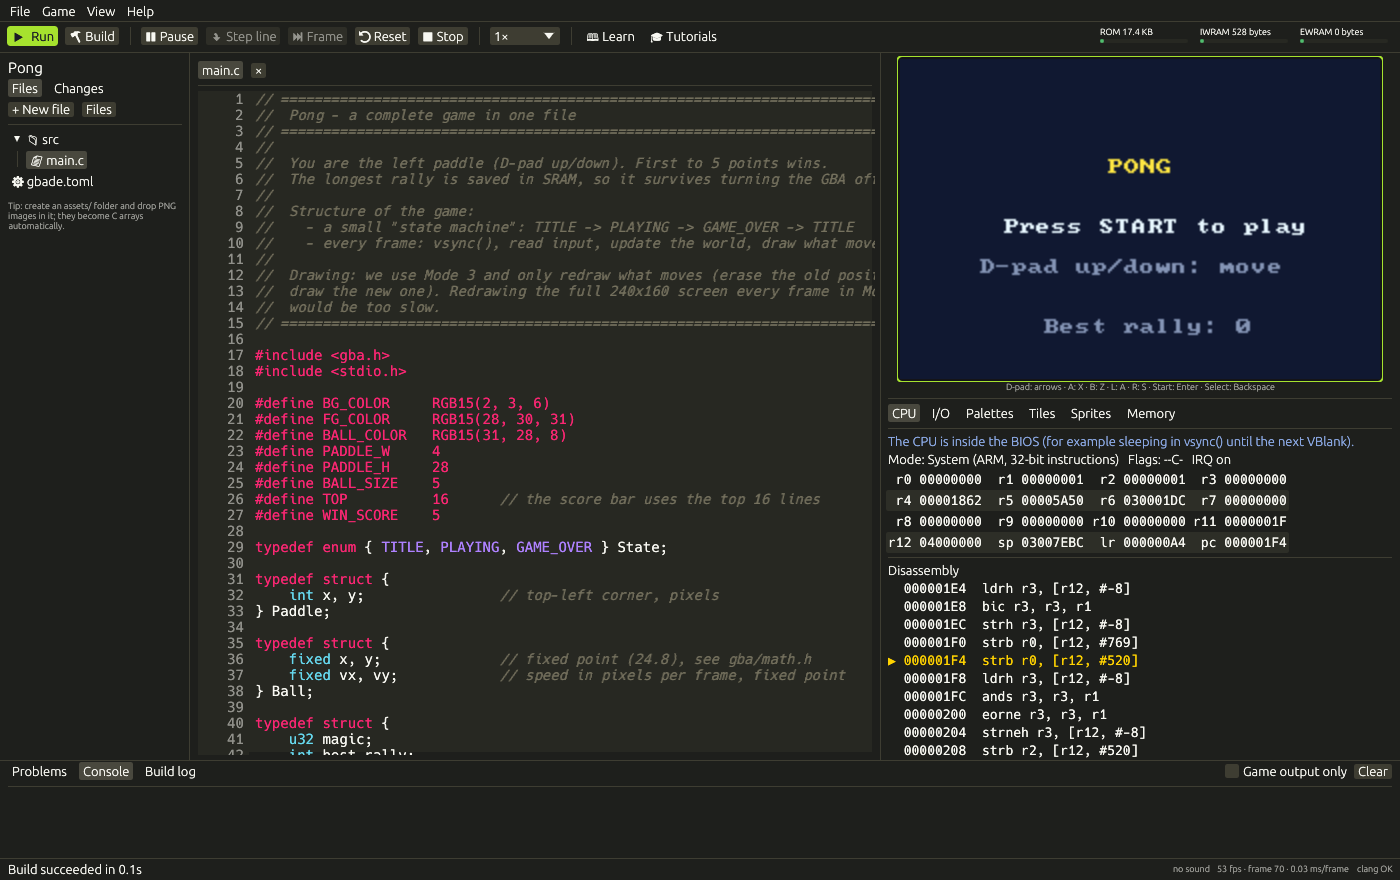 File Game View Help
Run Build Pause Step line Frame Reset Stop 1× Learn Tutorials ROM 17.4 KB IWRAM 528 bytes EWRAM 0 bytes
Pong
Files Changes
+ New file Files
src
main.c
gbade.toml
Tip: create an assets/ folder and drop PNG
images in it; they become C arrays
automatically.
main.c ×
1 // ======================================================================
2 //  Pong - a complete game in one file
3 // ======================================================================
4 //
5 //  You are the left paddle (D-pad up/down). First to 5 points wins.
6 //  The longest rally is saved in SRAM, so it survives turning the GBA of
7 //
8 //  Structure of the game:
9 //    - a small "state machine": TITLE -> PLAYING -> GAME_OVER -> TITLE
10 //    - every frame: vsync(), read input, update the world, draw what move
11 //
12 //  Drawing: we use Mode 3 and only redraw what moves (erase the old posit
13 //  draw the new one). Redrawing the full 240x160 screen every frame in Mo
14 //  would be too slow.
15 // ======================================================================
16
17 #include <gba.h>
18 #include <stdio.h>
19
20 #define BG_COLOR     RGB15(2, 3, 6)
21 #define FG_COLOR     RGB15(28, 30, 31)
22 #define BALL_COLOR   RGB15(31, 28, 8)
23 #define PADDLE_W     4
24 #define PADDLE_H     28
25 #define BALL_SIZE    5
26 #define TOP          16      // the score bar uses the top 16 lines
27 #define WIN_SCORE    5
28
29 typedef enum { TITLE, PLAYING, GAME_OVER } State;
30
31 typedef struct {
32     int x, y;                // top-left corner, pixels
33 } Paddle;
34
35 typedef struct {
36     fixed x, y;              // fixed point (24.8), see gba/math.h
37     fixed vx, vy;            // speed in pixels per frame, fixed point
38 } Ball;
39
40 typedef struct {
41     u32 magic;
42     int best_rally;
PONG
Press START to play
D-pad up/down: move
Best rally: 0
D-pad: arrows · A: X · B: Z · L: A · R: S · Start: Enter · Select: Backspace
CPU I/O Palettes Tiles Sprites Memory
The CPU is inside the BIOS (for example sleeping in vsync() until the next VBlank).
Mode: System (ARM, 32-bit instructions) Flags: --C- IRQ on
r0 00000000 r1 00000001 r2 00000001 r3 00000000
r4 00001862 r5 00005A50 r6 030001DC r7 00000000
r8 00000000 r9 00000000 r10 00000000 r11 0000001F
r12 04000000 sp 03007EBC lr 000000A4 pc 000001F4
Disassembly
000001E4 ldrh r3, [r12, #-8]
000001E8 bic r3, r3, r1
000001EC strh r3, [r12, #-8]
000001F0 strb r0, [r12, #769]
000001F4 strb r0, [r12, #520]
000001F8 ldrh r3, [r12, #-8]
000001FC ands r3, r3, r1
00000200 eorne r3, r3, r1
00000204 strneh r3, [r12, #-8]
00000208 strb r2, [r12, #520]
Problems Console Build log Game output only Clear
Build succeeded in 0.1s no sound 53 fps · frame 70 · 0.03 ms/frame clang OK